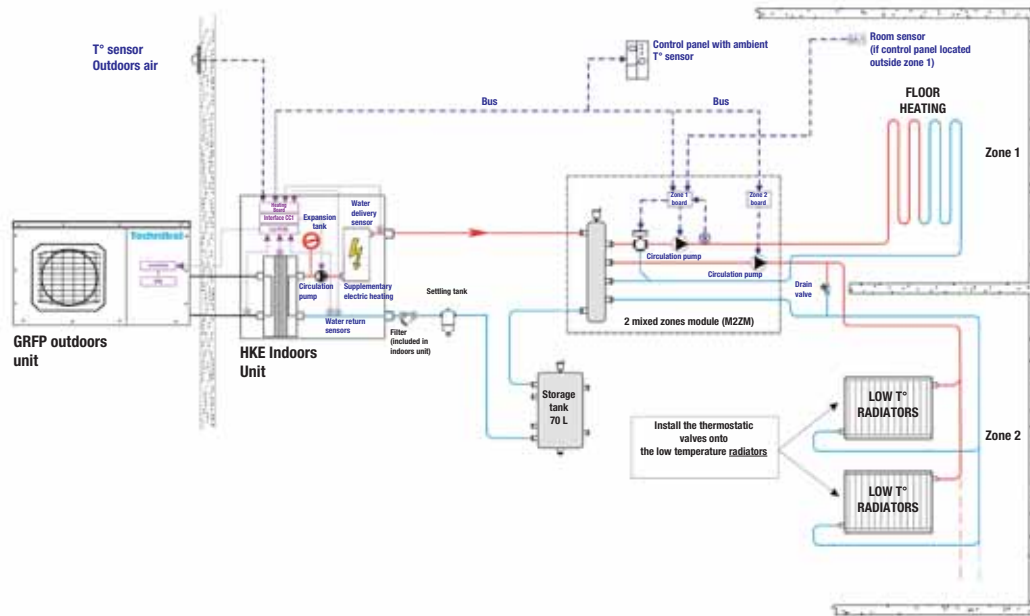 T° sensor
Outdoors air
Control panel with ambient
T° sensor
Room sensor
(if control panel located
outside zone 1)
Bus
Bus
FLOOR
HEATING
Zone 1
Technibel
Heating
Board
Interface CC1
Expansion
tank
Water
delivery
sensor
Zone 1
board
Zone 2
board
Circulation pump
Circulation pump
Circulation
pump
Supplementary
electric heating
Settling tank
Drain
valve
Water return
sensors
Filter
(included in
indoors unit)
2 mixed zones module (M2ZM)
GRFP outdoors
unit
HKE Indoors
Unit
Storage
tank
70 L
Install the thermostatic
valves onto
the low temperature radiators
LOW T°
RADIATORS
Zone 2
LOW T°
RADIATORS